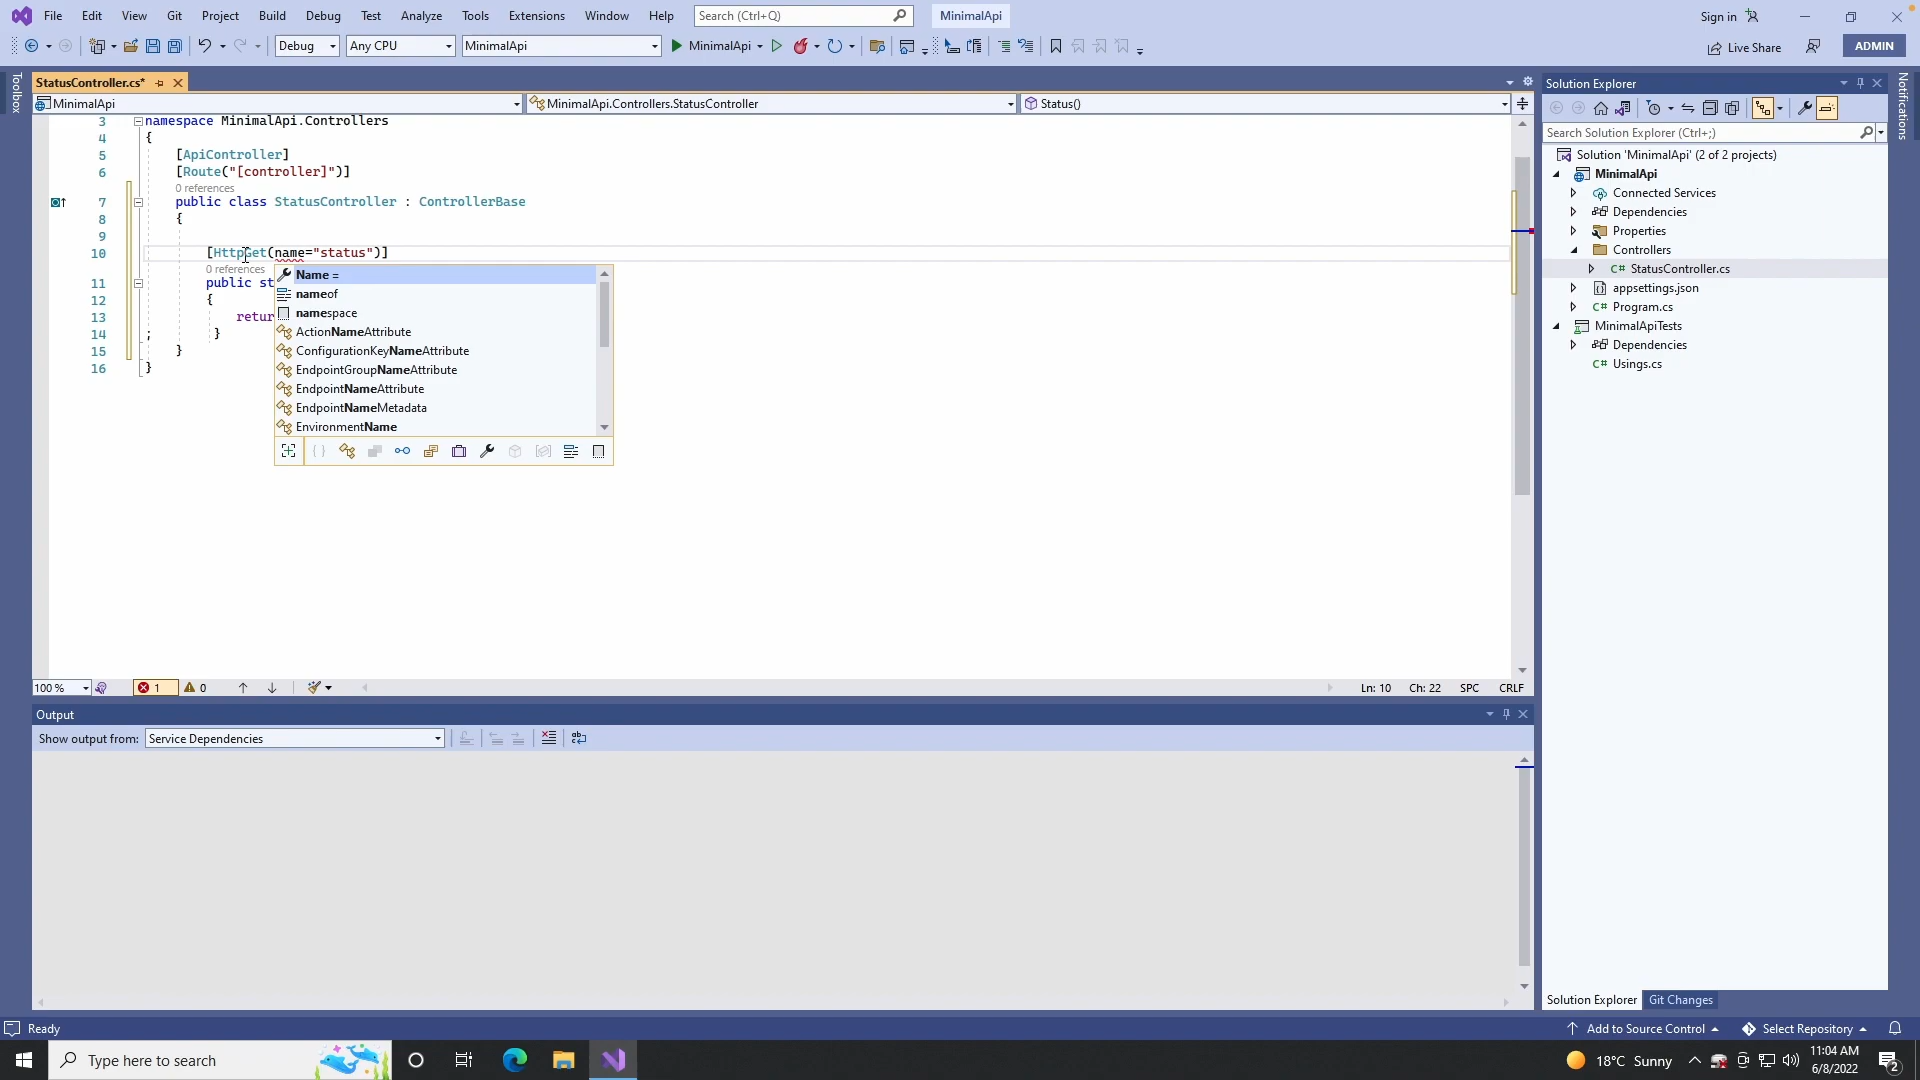 File Edit View Git Project Build Debug Test Analyze Tools Extensions Window Help Search (Ctrl+Q) MinimalApi Sign in
Debug Any CPU MinimalApi MinimalApi Live Share ADMIN
Toolbox
StatusController.cs*
MinimalApi MinimalApi.Controllers.StatusController Status()
3 namespace MinimalApi.Controllers
4 {
5 [ApiController]
6 [Route("[controller]")]
0 references
7 public class StatusController : ControllerBase
8 {
9
10 [HttpGet(name="status")]
0 references
11 public st
12 {
13 retur
14 ; }
15 }
16 }
Name =
nameof
namespace
ActionNameAttribute
ConfigurationKeyNameAttribute
EndpointGroupNameAttribute
EndpointNameAttribute
EndpointNameMetadata
EnvironmentName
100 % 1 0 Ln: 10 Ch: 22 SPC CRLF
Output
Show output from: Service Dependencies
Solution Explorer
Search Solution Explorer (Ctrl+;)
Solution 'MinimalApi' (2 of 2 projects)
MinimalApi
Connected Services
Dependencies
Properties
Controllers
C# StatusController.cs
appsettings.json
C# Program.cs
MinimalApiTests
Dependencies
C# Usings.cs
Solution Explorer Git Changes
Notifications
Ready Add to Source Control Select Repository
Type here to search 18°C Sunny 11:04 AM
6/8/2022
2